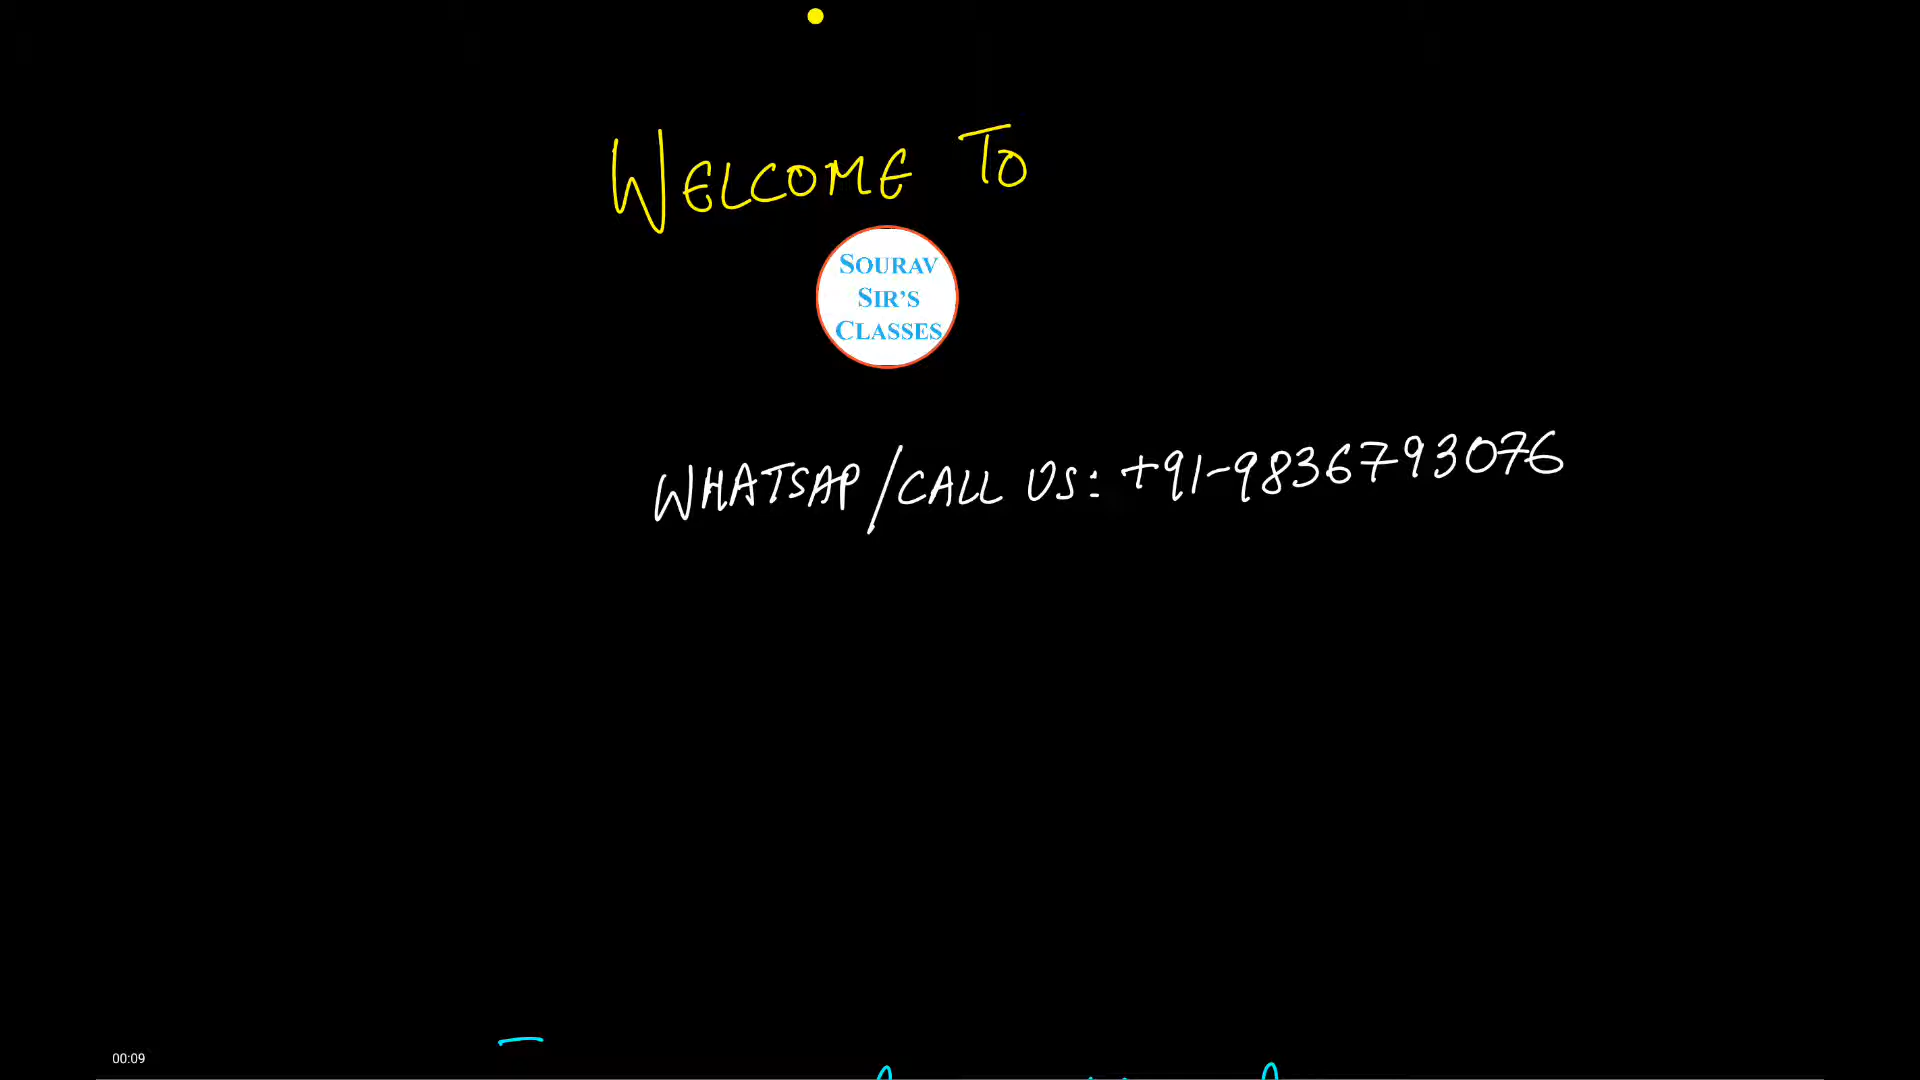 WELCOME TO
SOURAV
SIR'S
CLASSES
WHATSAP/CALL US: +91-9836793076
00:09